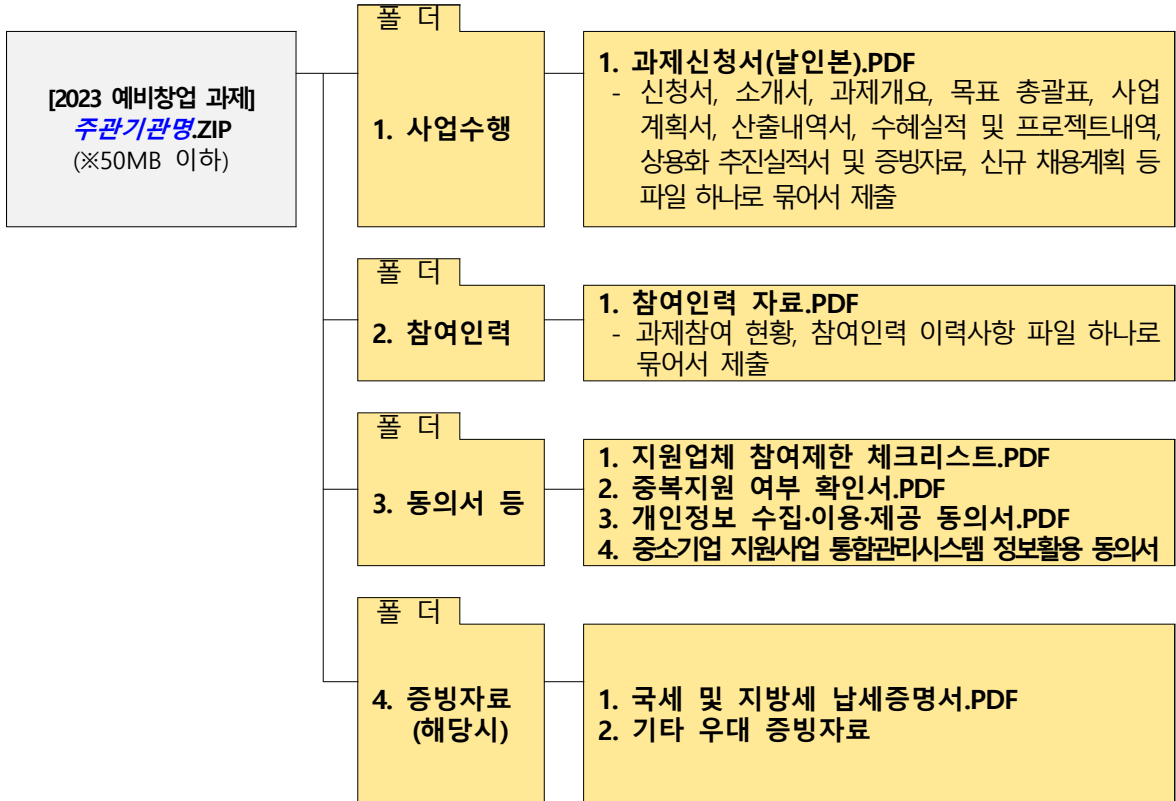 [2023 예비창업 과제]
주관기관명.ZIP
(※50MB 이하)
폴 더
1. 사업수행
1. 과제신청서(날인본).PDF
- 신청서, 소개서, 과제개요, 목표 총괄표, 사업
계획서, 산출내역서, 수혜실적 및 프로젝트내역,
상용화 추진실적서 및 증빙자료, 신규 채용계획 등
파일 하나로 묶어서 제출
폴 더
2. 참여인력
1. 참여인력 자료.PDF
- 과제참여 현황, 참여인력 이력사항 파일 하나로
묶어서 제출
폴 더
3. 동의서 등
1. 지원업체 참여제한 체크리스트.PDF
2. 중복지원 여부 확인서.PDF
3. 개인정보 수집·이용·제공 동의서.PDF
4. 중소기업 지원사업 통합관리시스템 정보활용 동의서
폴 더
4. 증빙자료
(해당시)
1. 국세 및 지방세 납세증명서.PDF
2. 기타 우대 증빙자료